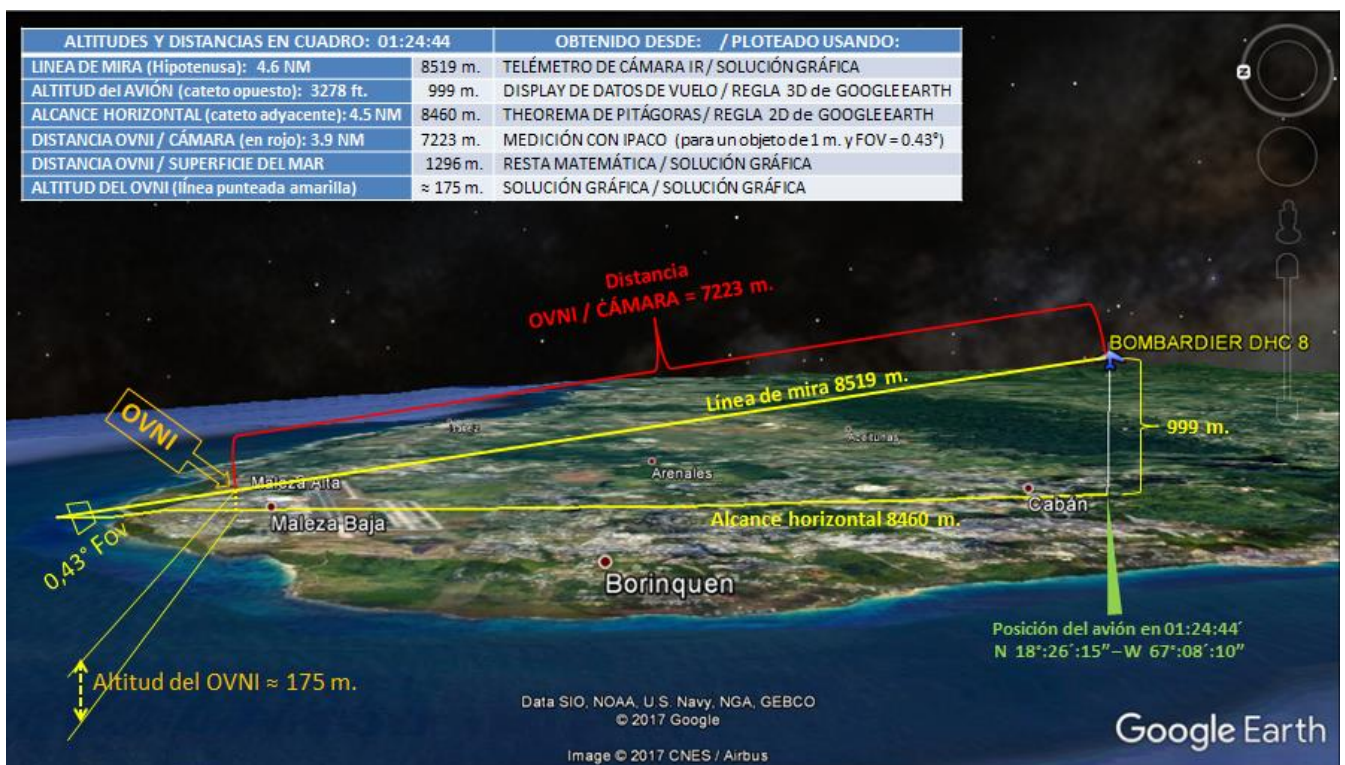 ALTITUDES Y DISTANCIAS EN CUADRO: 01:24:44 OBTENIDO DESDE: / PLOTEADO USANDO:
LINEA DE MIRA (Hipotenusa): 4.6 NM 8519 m. TELÉMETRO DE CÁMARA IR / SOLUCIÓN GRÁFICA
ALTITUD del AVIÓN (cateto opuesto): 3278 ft. 999 m. DISPLAY DE DATOS DE VUELO / REGLA 3D de GOOGLE EARTH
ALCANCE HORIZONTAL (cateto adyacente): 4.5 NM 8460 m. THEOREMA DE PITÁGORAS / REGLA 2D de GOOGLE EARTH
DISTANCIA OVNI / CÁMARA (en rojo): 3.9 NM 7223 m. MEDICIÓN CON IPACO (para un objeto de 1 m. y FOV = 0.43°)
DISTANCIA OVNI / SUPERFICIE DEL MAR 1296 m. RESTA MATEMÁTICA / SOLUCIÓN GRÁFICA
ALTITUD DEL OVNI (lÍnea punteada amarilla) ≈ 175 m. SOLUCIÓN GRÁFICA / SOLUCIÓN GRÁFICA
Distancia
OVNI / CÁMARA = 7223 m.
BOMBARDIER DHC 8
Línea de mira 8519 m.
999 m.
OVNI
Aceitunas
Arenales
Maleza Alta
Cabán
Maleza Baja
Alcance horizontal 8460 m.
0,43° FOV
Borinquen
Posición del avión en 01:24:44´
N 18°:26´:15”–W 67°:08´:10”
Altitud del OVNI ≈ 175 m.
Data SIO, NOAA, U.S. Navy, NGA, GEBCO
© 2017 Google
Image © 2017 CNES / Airbus
Google Earth